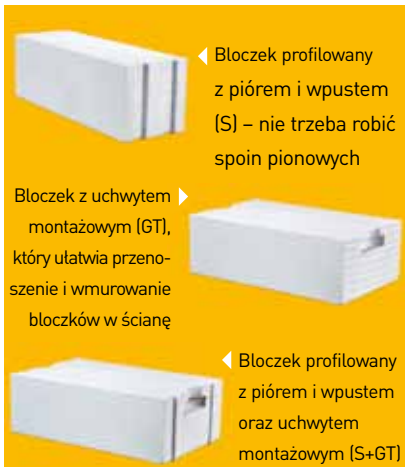 Bloczek profilowany
z piórem i wpustem
(S) – nie trzeba robić
spoin pionowych
Bloczek z uchwytem
montażowym (GT),
który ułatwia przeno-
szenie i wmurowanie
bloczków w ścianę
Bloczek profilowany
z piórem i wpustem
oraz uchwytem
montażowym (S+GT)